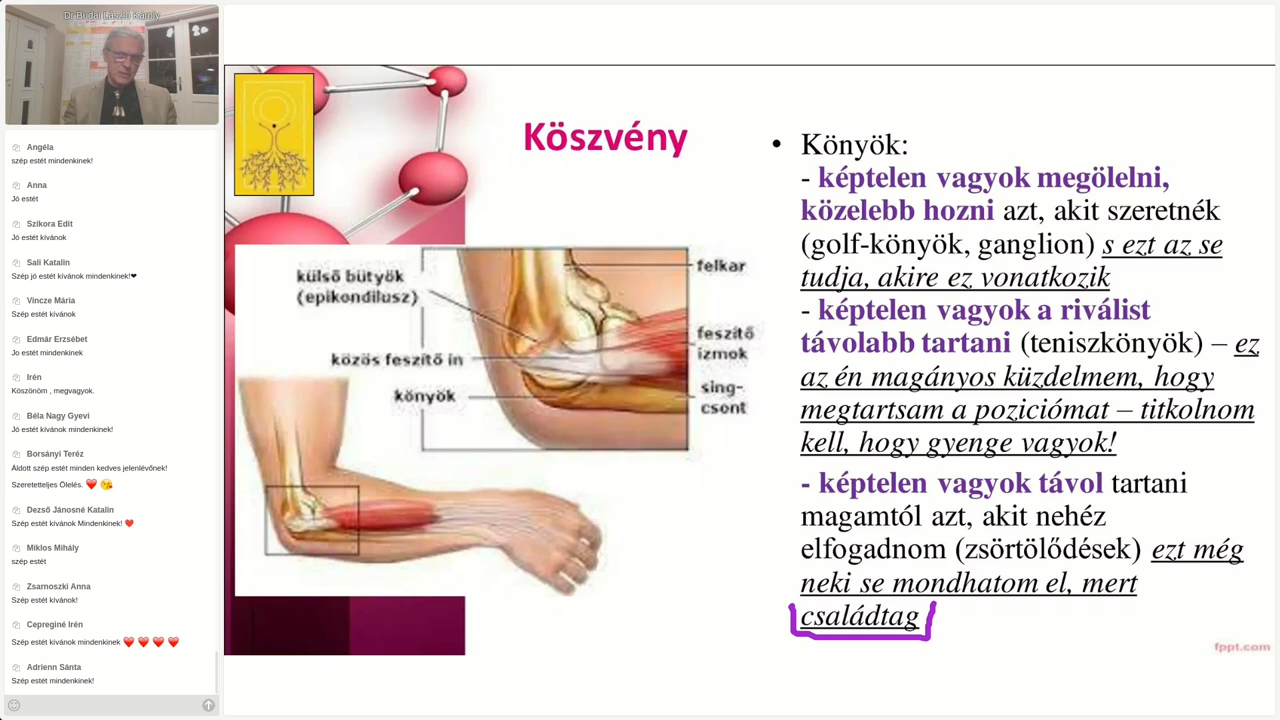 Dr Budai László Károly
Angéla
szép estét mindenkinek!
Anna
Jó estét
Szikora Edit
Jó estét kívánok
Sali Katalin
Szép jó estét kívánok mindenkinek!❤
Vincze Mária
Szép estét kívánok
Edmár Erzsébet
Jo estét mindenkinek
Irén
Köszönöm , megvagyok.
Béla Nagy Gyevi
Jó estét kívánok mindenkinek!
Borsányi Teréz
Áldott szép estét minden kedves jelenlévőnek!
Szeretetteljes Ölelés. ❤️ 😘
Dezső Jánosné Katalin
Szép estét kívánok Mindenkinek! ❤️
Miklos Mihály
szép estét
Zsarnoszki Anna
Szép estét kívánok!
Cepreginé Irén
Szép estét kívánok mindenkinek ❤️ ❤️ ❤️ ❤️
Adrienn Sánta
Szép estét mindenkinek!
Köszvény
külső bütyök
(epikondilusz)
közös feszítő ín
könyök
felkar
feszítő
izmok
sing-
csont
• Könyök:
- képtelen vagyok megölelni,
közelebb hozni azt, akit szeretnék
(golf-könyök, ganglion) s ezt az se
tudja, akire ez vonatkozik
- képtelen vagyok a riválist
távolabb tartani (teniszkönyök) – ez
az én magányos küzdelmem, hogy
megtartsam a poziciómat – titkolnom
kell, hogy gyenge vagyok!
- képtelen vagyok távol tartani
magamtól azt, akit nehéz
elfogadnom (zsörtölődések) ezt még
neki se mondhatom el, mert
családtag
fppt.com